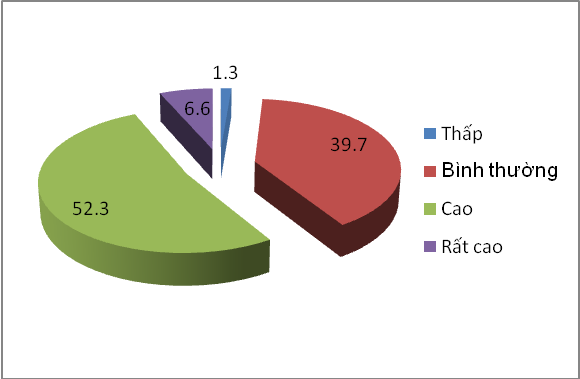 1.3
6.6
39.7
52.3
Thấp
Bình thường
Cao
Rất cao